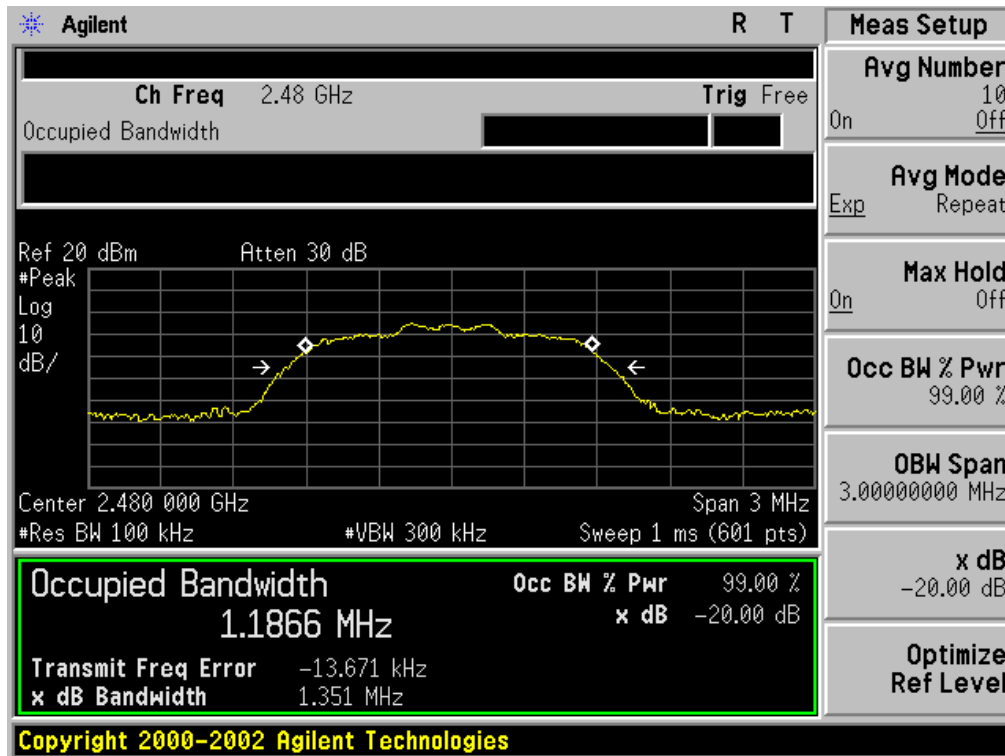 Agilent R T
Ch Freq 2.48 GHz Trig Free
Occupied Bandwidth
Ref 20 dBm Atten 30 dB
#Peak
Log
10
dB/
Center 2.480 000 GHz Span 3 MHz
#Res BW 100 kHz #VBW 300 kHz Sweep 1 ms (601 pts)
Occupied Bandwidth Occ BW % Pwr 99.00 %
1.1866 MHz x dB -20.00 dB
Transmit Freq Error -13.671 kHz
x dB Bandwidth 1.351 MHz
Copyright 2000-2002 Agilent Technologies
Meas Setup
Avg Number
10
On Off
Avg Mode
Exp Repeat
Max Hold
On Off
Occ BW % Pwr
99.00 %
OBW Span
3.00000000 MHz
x dB
-20.00 dB
Optimize
Ref Level